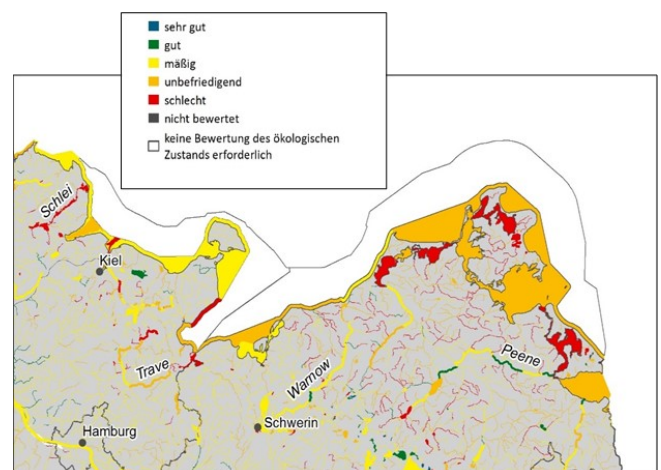 sehr gut
gut
mäßig
unbefriedigend
schlecht
nicht bewertet
keine Bewertung des ökologischen
Zustands erforderlich
Schlei
Kiel
Trave
Warnow
Peene
Schwerin
Hamburg